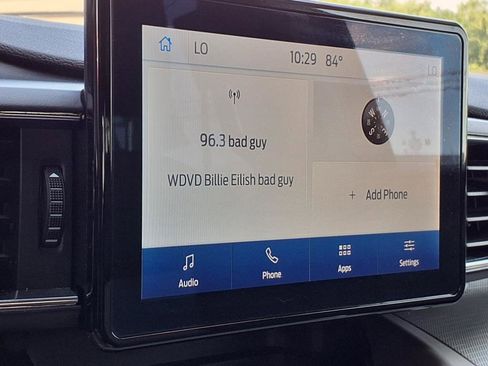 LO
10:29 84°
LO
96.3 bad guy
WDVD Billie Eilish bad guy
+ Add Phone
Audio
Phone
Apps
Settings